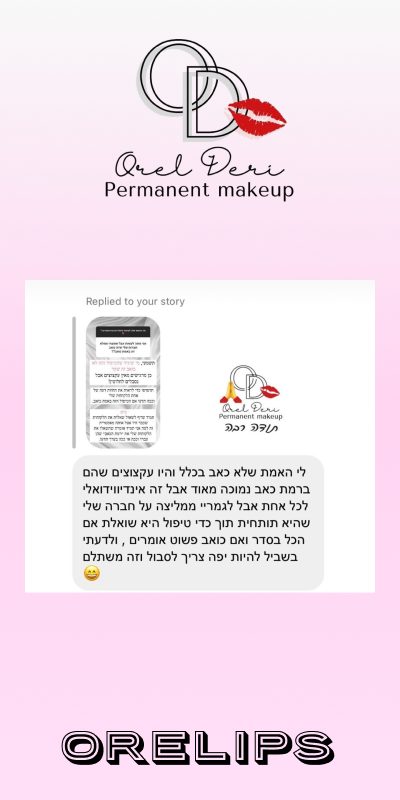 OD
Orel Deri
Permanent makeup
Replied to your story
OD
Orel Deri
Permanent makeup
תודה רבה
לי האמת שלא כאב בכלל והיו עקצוצים שהם
ברמת כאב נמוכה מאוד אבל זה אינדיווידואלי
לכל אחת אבל לגמריי ממליצה על חברה שלי
שהיא תותחית תוך כדי טיפול היא שואלת אם
הכל בסדר ואם כואב פשוט אומרים , ולדעתי
בשביל להיות יפה צריך לסבול וזה משתלם
😄
ORELIPS